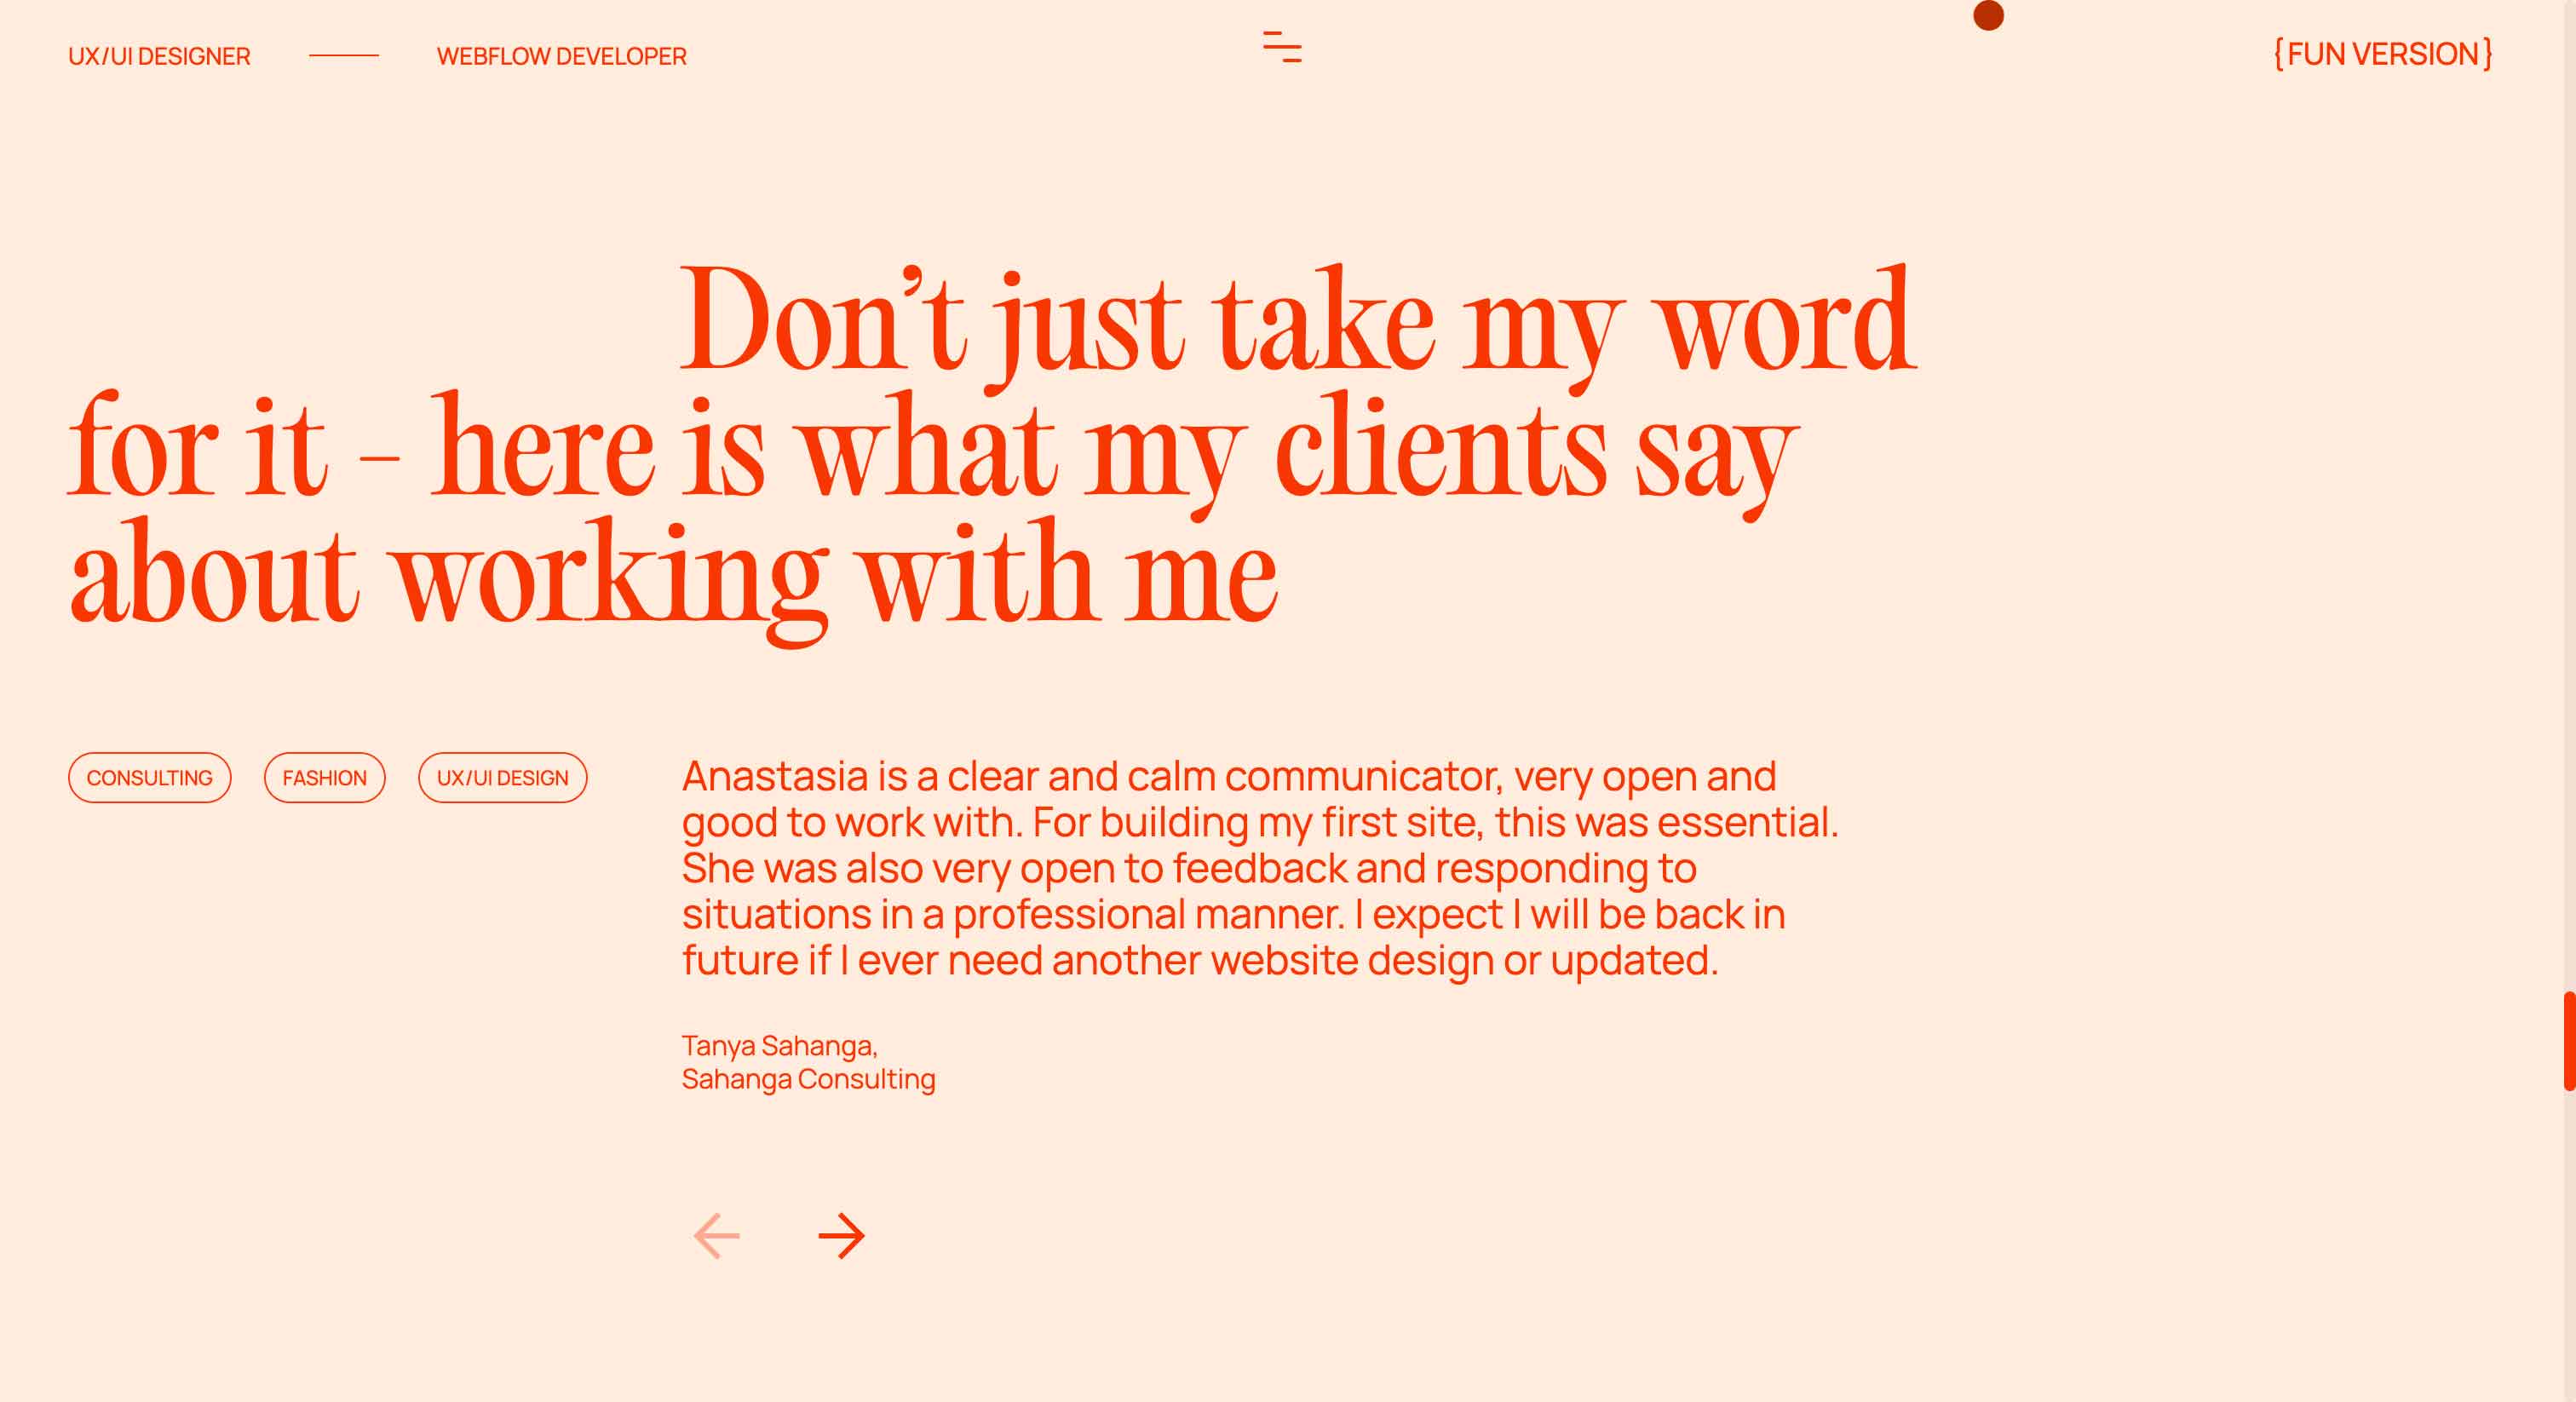 UX/UI DESIGNER
WEBFLOW DEVELOPER
{FUN VERSION}
Don’t just take my word
for it – here is what my clients say
about working with me
CONSULTING
FASHION
UX/UI DESIGN
Anastasia is a clear and calm communicator, very open and
good to work with. For building my first site, this was essential.
She was also very open to feedback and responding to
situations in a professional manner. I expect I will be back in
future if I ever need another website design or updated.
Tanya Sahanga,
Sahanga Consulting